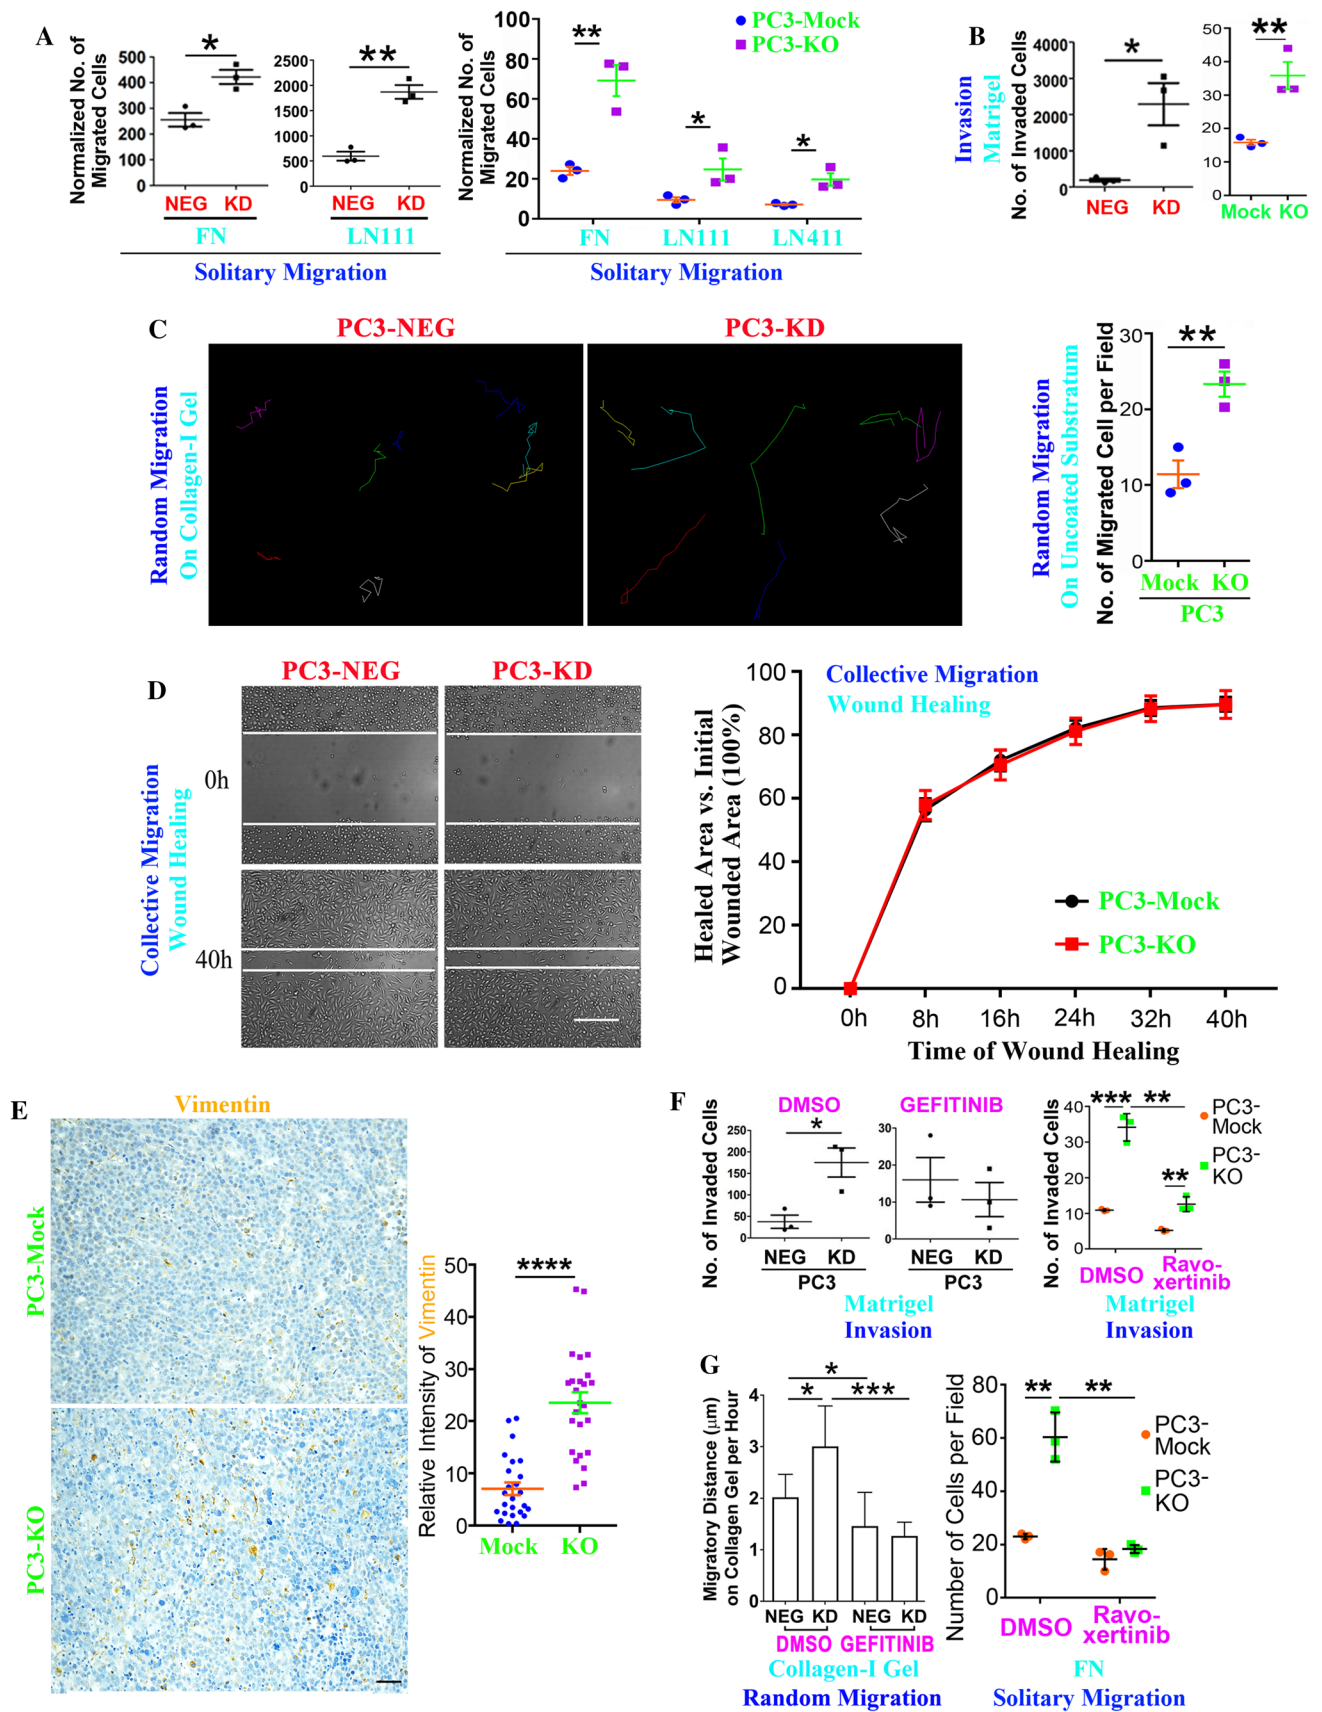 A
Normalized No. of
Migrated Cells
500
400
300
200
100
0
*
NEG KD
FN
2500
2000
1500
1000
500
0
**
NEG KD
LN111
Solitary Migration
Normalized No. of
Migrated Cells
100
80
60
40
20
0
**
*
*
PC3-Mock
PC3-KO
FN LN111 LN411
Solitary Migration
B
Invasion
Matrigel
No. of Invaded Cells
4000
3000
2000
1000
0
*
NEG KD
50
40
30
20
10
0
**
Mock KO
C
PC3-NEG PC3-KD
Random Migration
On Collagen-I Gel
Random Migration
On Uncoated Substratum
No. of Migrated Cell per Field
30
20
10
0
**
Mock KO
PC3
D
PC3-NEG PC3-KD
Collective Migration
Wound Healing
0h
40h
Collective Migration
Wound Healing
Healed Area vs. Initial
Wounded Area (100%)
100
80
60
40
20
0
PC3-Mock
PC3-KO
0h 8h 16h 24h 32h 40h
Time of Wound Healing
E
Vimentin
PC3-Mock
PC3-KO
Relative Intensity of Vimentin
50
40
30
20
10
0
****
Mock KO
F
DMSO GEFITINIB
No. of Invaded Cells
250
200
150
100
50
0
*
NEG KD
PC3
30
20
10
0
NEG KD
PC3
Matrigel
Invasion
No. of Invaded Cells
40
30
20
10
0
*** **
**
PC3-
Mock
PC3-
KO
DMSO Ravo-
xertinib
Matrigel
Invasion
G
Migratory Distance (μm)
on Collagen Gel per Hour
4
3
2
1
0
*
* ***
NEG KD NEG KD
DMSO GEFITINIB
Collagen-I Gel
Random Migration
Number of Cells per Field
80
60
40
20
0
** **
PC3-
Mock
PC3-
KO
DMSO Ravo-
xertinib
FN
Solitary Migration